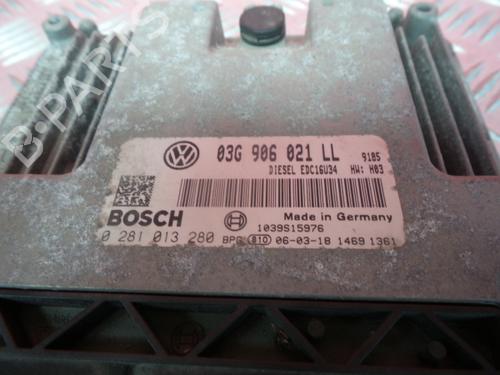 B-PARTS
03G 906 021 LL 9185
DIESEL EDC16U34 HW: H03
BOSCH
Made in Germany
1039S15976
0 281 013 280 BPG 810 06-03-18 1469 1361